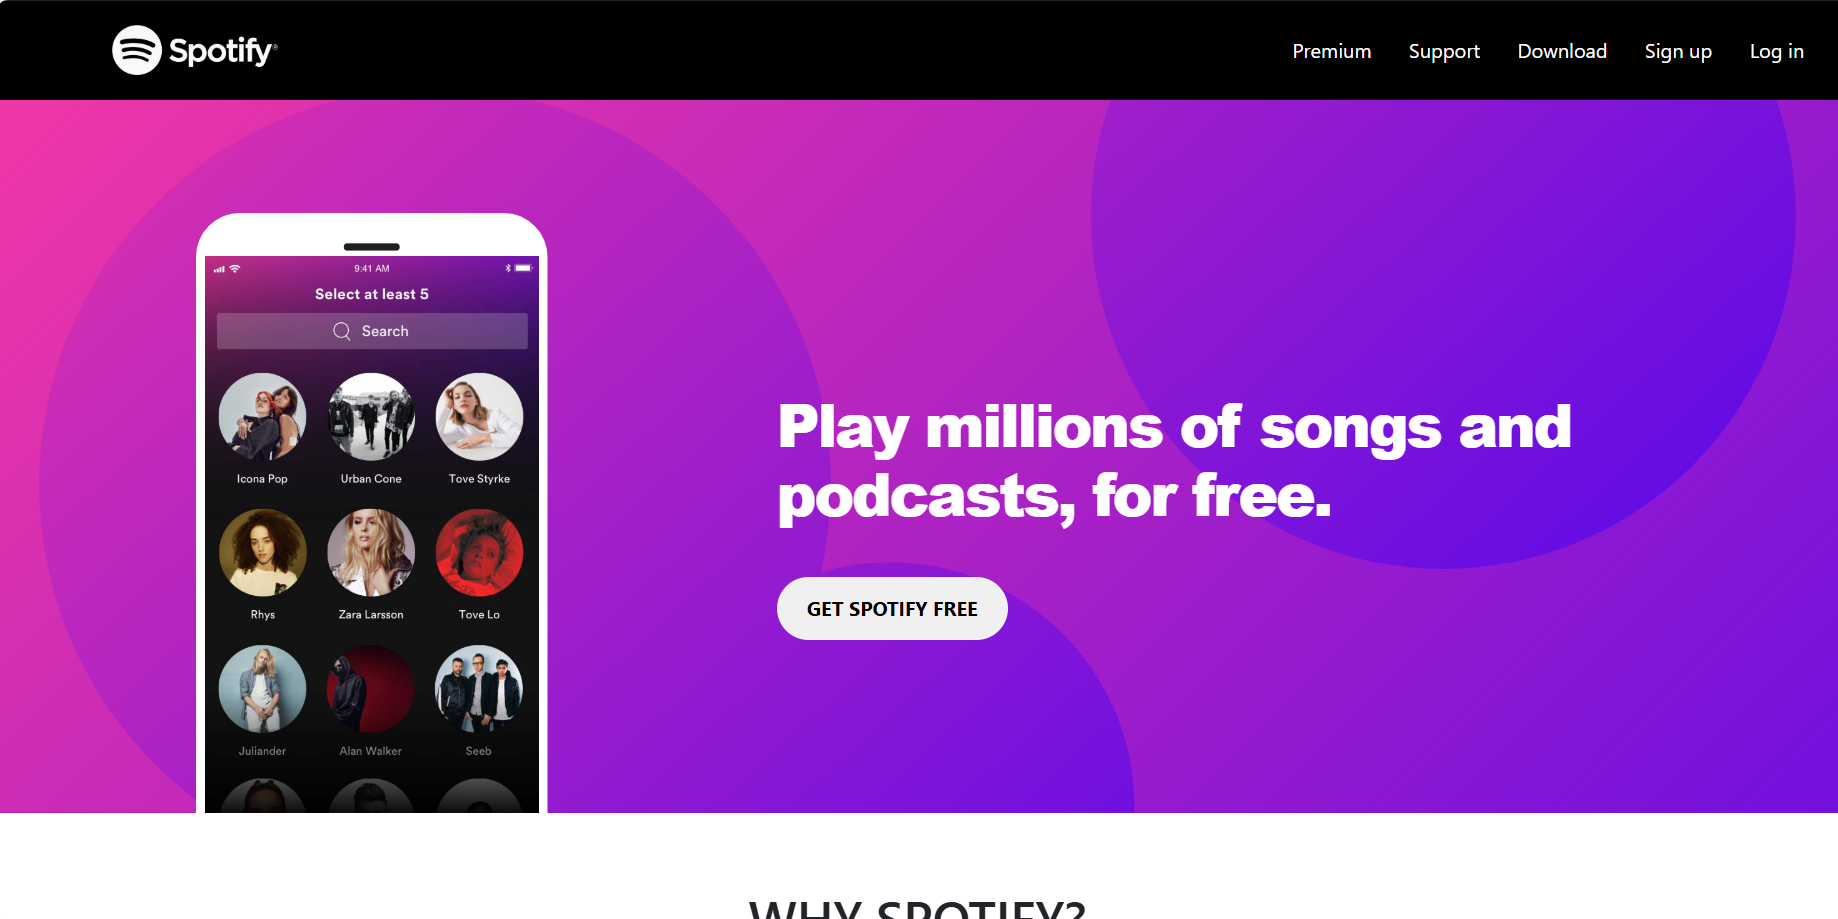 Spotify®
Premium Support Download Sign up Log in
9:41 AM
Select at least 5
Search
Icona Pop Urban Cone Tove Styrke
Rhys Zara Larsson Tove Lo
Juliander Alan Walker Seeb
Play millions of songs and
podcasts, for free.
GET SPOTIFY FREE
WHY SPOTIFY?